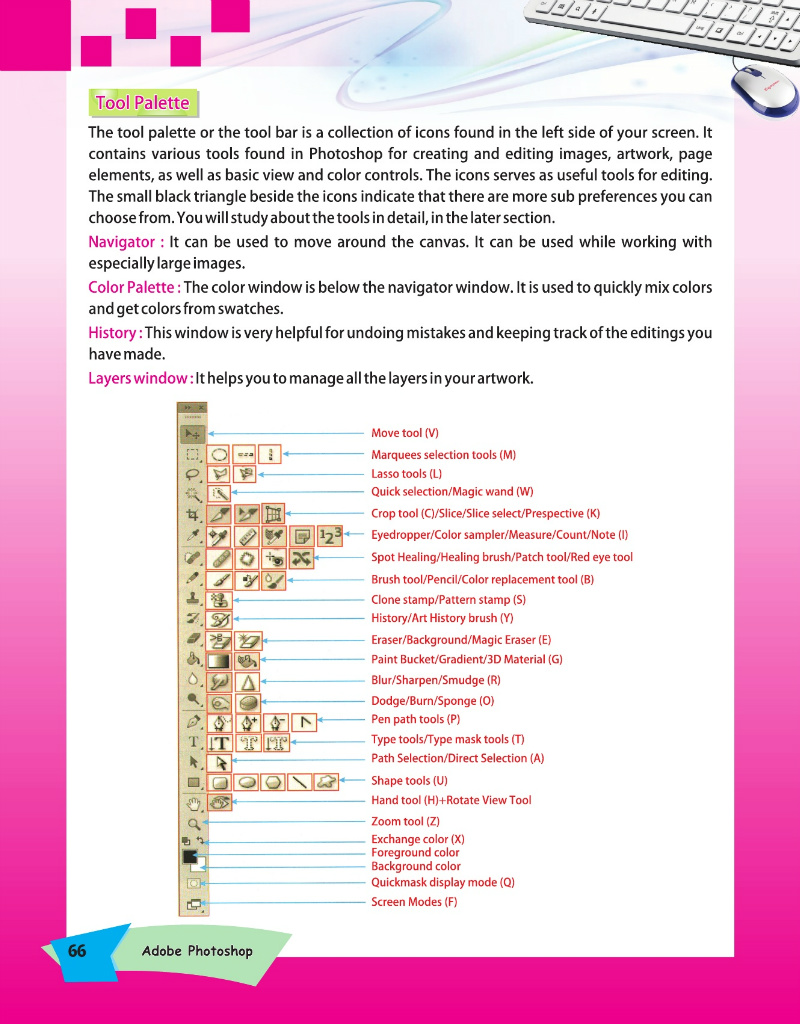 Tool Palette
The tool palette or the tool bar is a collection of icons found in the left side of your screen. It
contains various tools found in Photoshop for creating and editing images, artwork, page
elements, as well as basic view and color controls. The icons serves as useful tools for editing.
The small black triangle beside the icons indicate that there are more sub preferences you can
choose from. You will study about the tools in detail, in the later section.
Navigator : It can be used to move around the canvas. It can be used while working with
especially large images.
Color Palette : The color window is below the navigator window. It is used to quickly mix colors
and get colors from swatches.
History : This window is very helpful for undoing mistakes and keeping track of the editings you
have made.
Layers window : It helps you to manage all the layers in your artwork.
Move tool (V)
Marquees selection tools (M)
Lasso tools (L)
Quick selection/Magic wand (W)
Crop tool (C)/Slice/Slice select/Prespective (K)
Eyedropper/Color sampler/Measure/Count/Note (I)
Spot Healing/Healing brush/Patch tool/Red eye tool
Brush tool/Pencil/Color replacement tool (B)
Clone stamp/Pattern stamp (S)
History/Art History brush (Y)
Eraser/Background/Magic Eraser (E)
Paint Bucket/Gradient/3D Material (G)
Blur/Sharpen/Smudge (R)
Dodge/Burn/Sponge (O)
Pen path tools (P)
Type tools/Type mask tools (T)
Path Selection/Direct Selection (A)
Shape tools (U)
Hand tool (H)+Rotate View Tool
Zoom tool (Z)
Exchange color (X)
Foreground color
Background color
Quickmask display mode (Q)
Screen Modes (F)
66 Adobe Photoshop